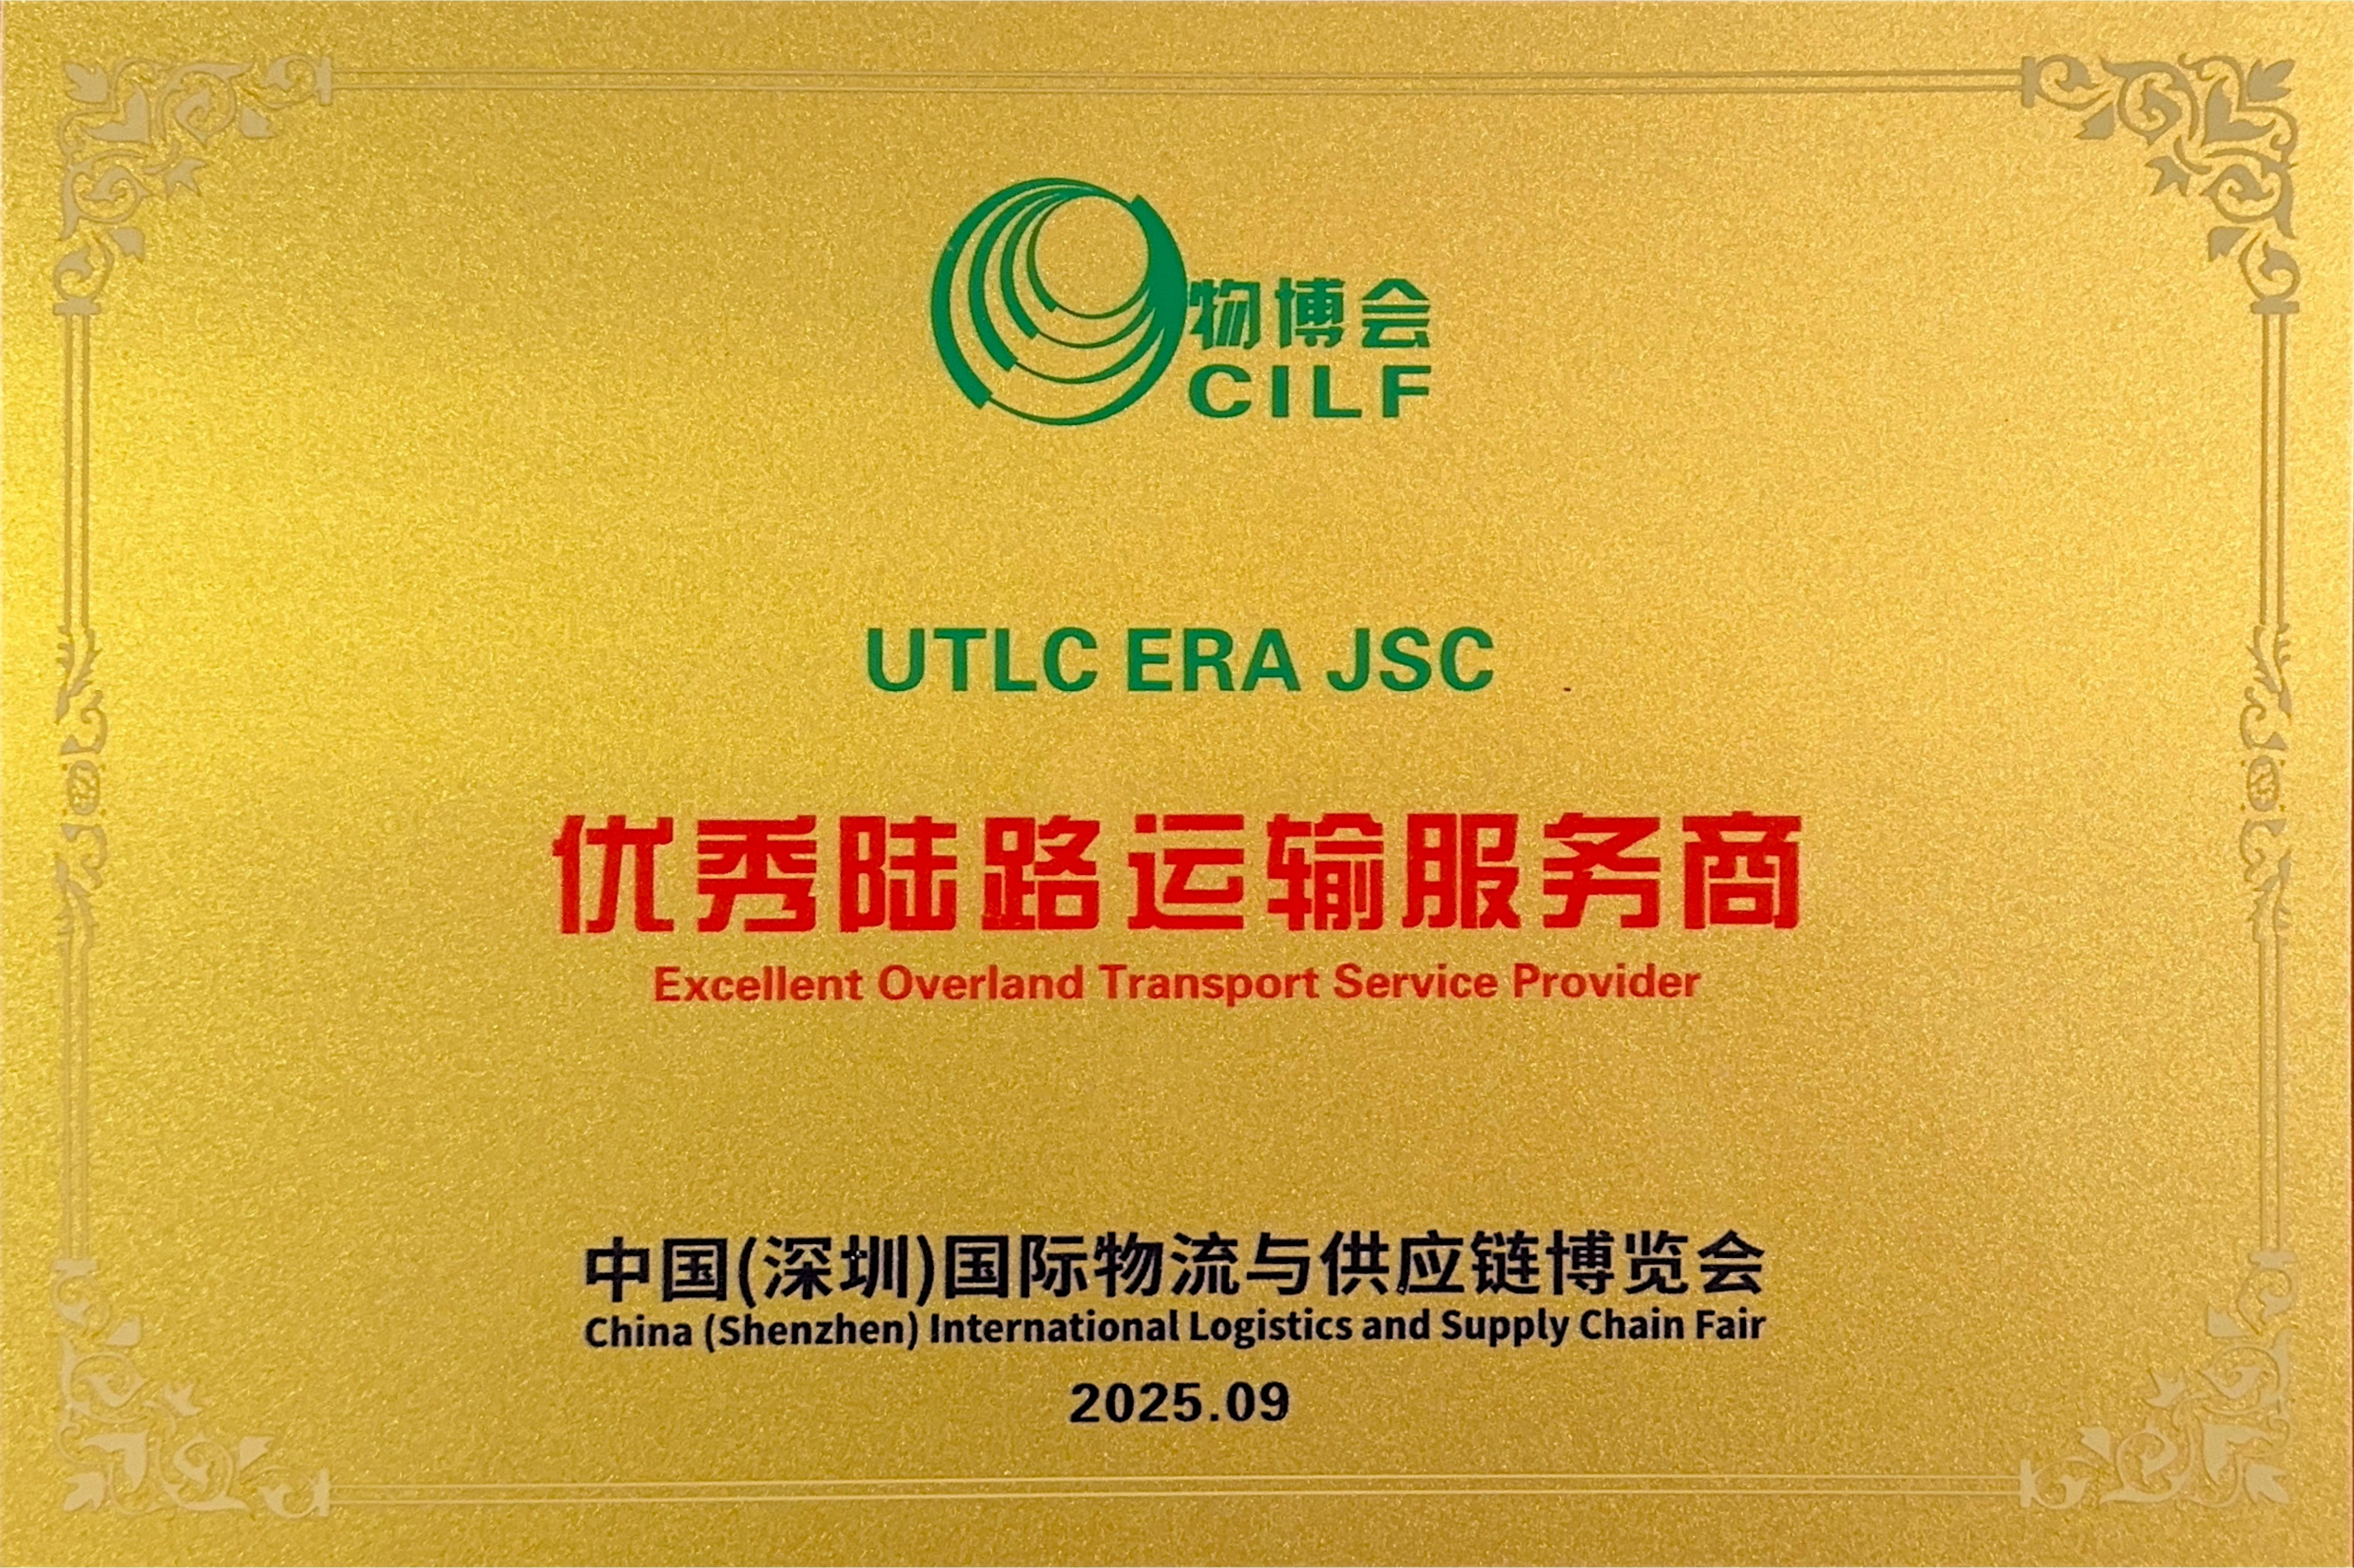 物博会
CILF
UTLC ERA JSC
优秀陆路运输服务商
Excellent Overland Transport Service Provider
中国(深圳)国际物流与供应链博览会
China (Shenzhen) International Logistics and Supply Chain Fair
2025.09